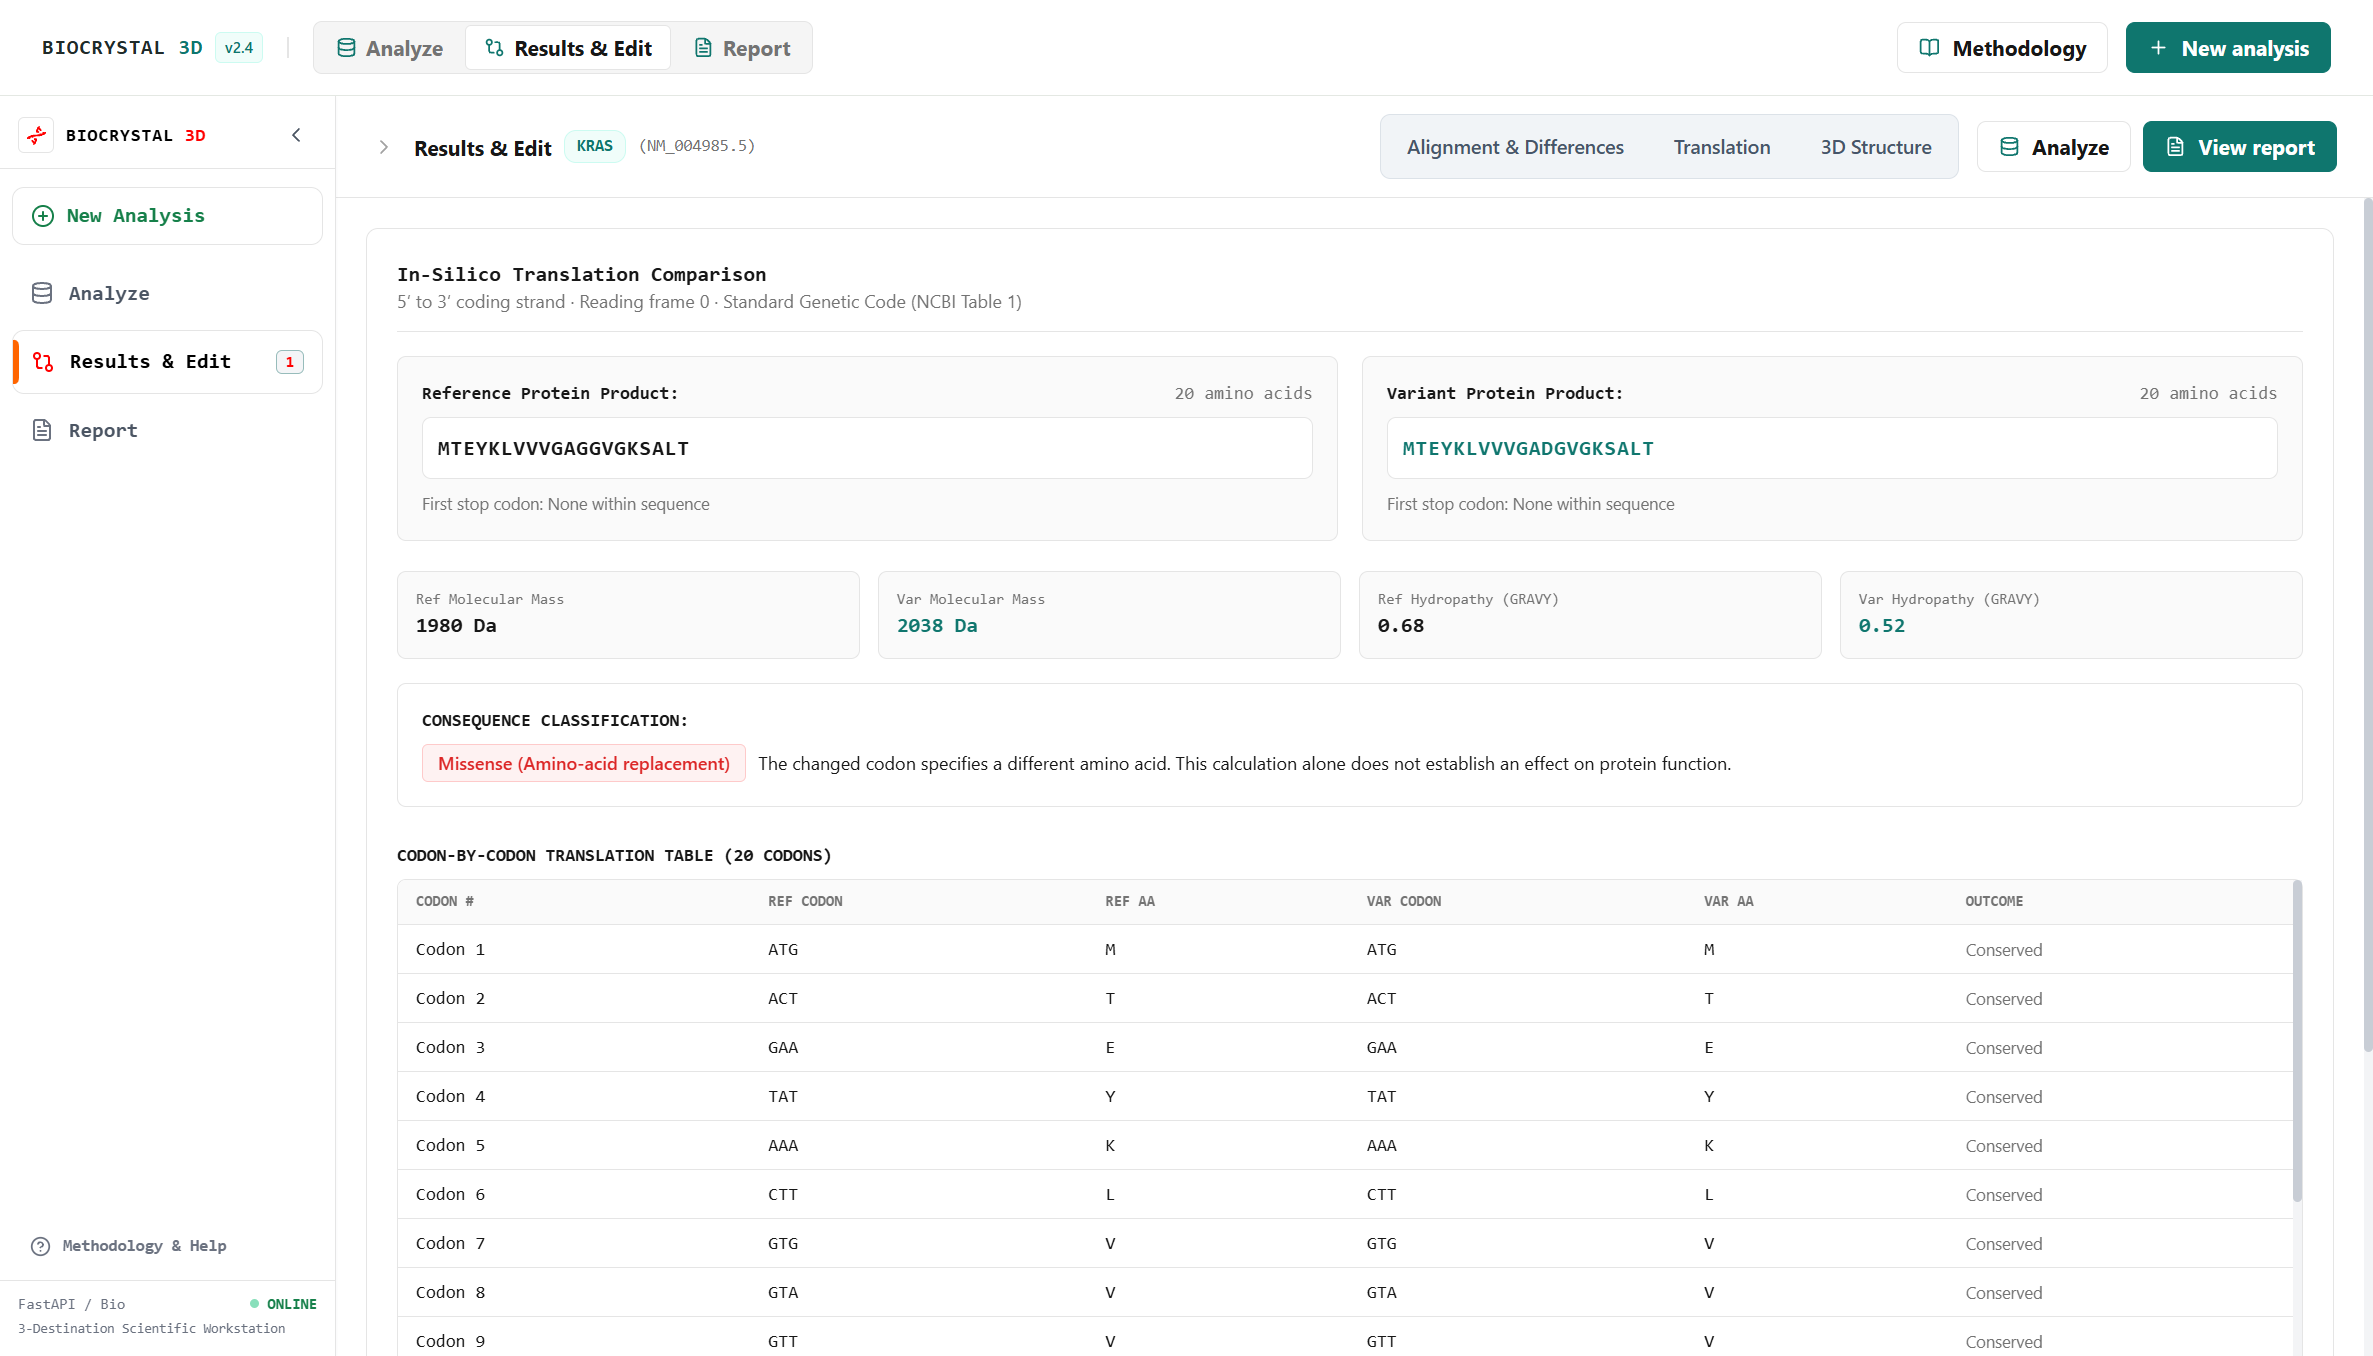 BIOCRYSTAL 3D v2.4 Analyze Results & Edit Report Methodology + New analysis
BIOCRYSTAL 3D
New Analysis
Analyze
Results & Edit 1
Report
Methodology & Help
FastAPI / Bio ONLINE
3-Destination Scientific Workstation
Results & Edit KRAS (NM_004985.5) Alignment & Differences Translation 3D Structure Analyze View report
In-Silico Translation Comparison
5' to 3' coding strand · Reading frame 0 · Standard Genetic Code (NCBI Table 1)
Reference Protein Product: 20 amino acids
MTEYKLVVVGAGGVGKSALT
First stop codon: None within sequence
Variant Protein Product: 20 amino acids
MTEYKLVVVGADGVGKSALT
First stop codon: None within sequence
Ref Molecular Mass
1980 Da
Var Molecular Mass
2038 Da
Ref Hydropathy (GRAVY)
0.68
Var Hydropathy (GRAVY)
0.52
CONSEQUENCE CLASSIFICATION:
Missense (Amino-acid replacement) The changed codon specifies a different amino acid. This calculation alone does not establish an effect on protein function.
CODON-BY-CODON TRANSLATION TABLE (20 CODONS)
CODON # REF CODON REF AA VAR CODON VAR AA OUTCOME
Codon 1 ATG M ATG M Conserved
Codon 2 ACT T ACT T Conserved
Codon 3 GAA E GAA E Conserved
Codon 4 TAT Y TAT Y Conserved
Codon 5 AAA K AAA K Conserved
Codon 6 CTT L CTT L Conserved
Codon 7 GTG V GTG V Conserved
Codon 8 GTA V GTA V Conserved
Codon 9 GTT V GTT V Conserved